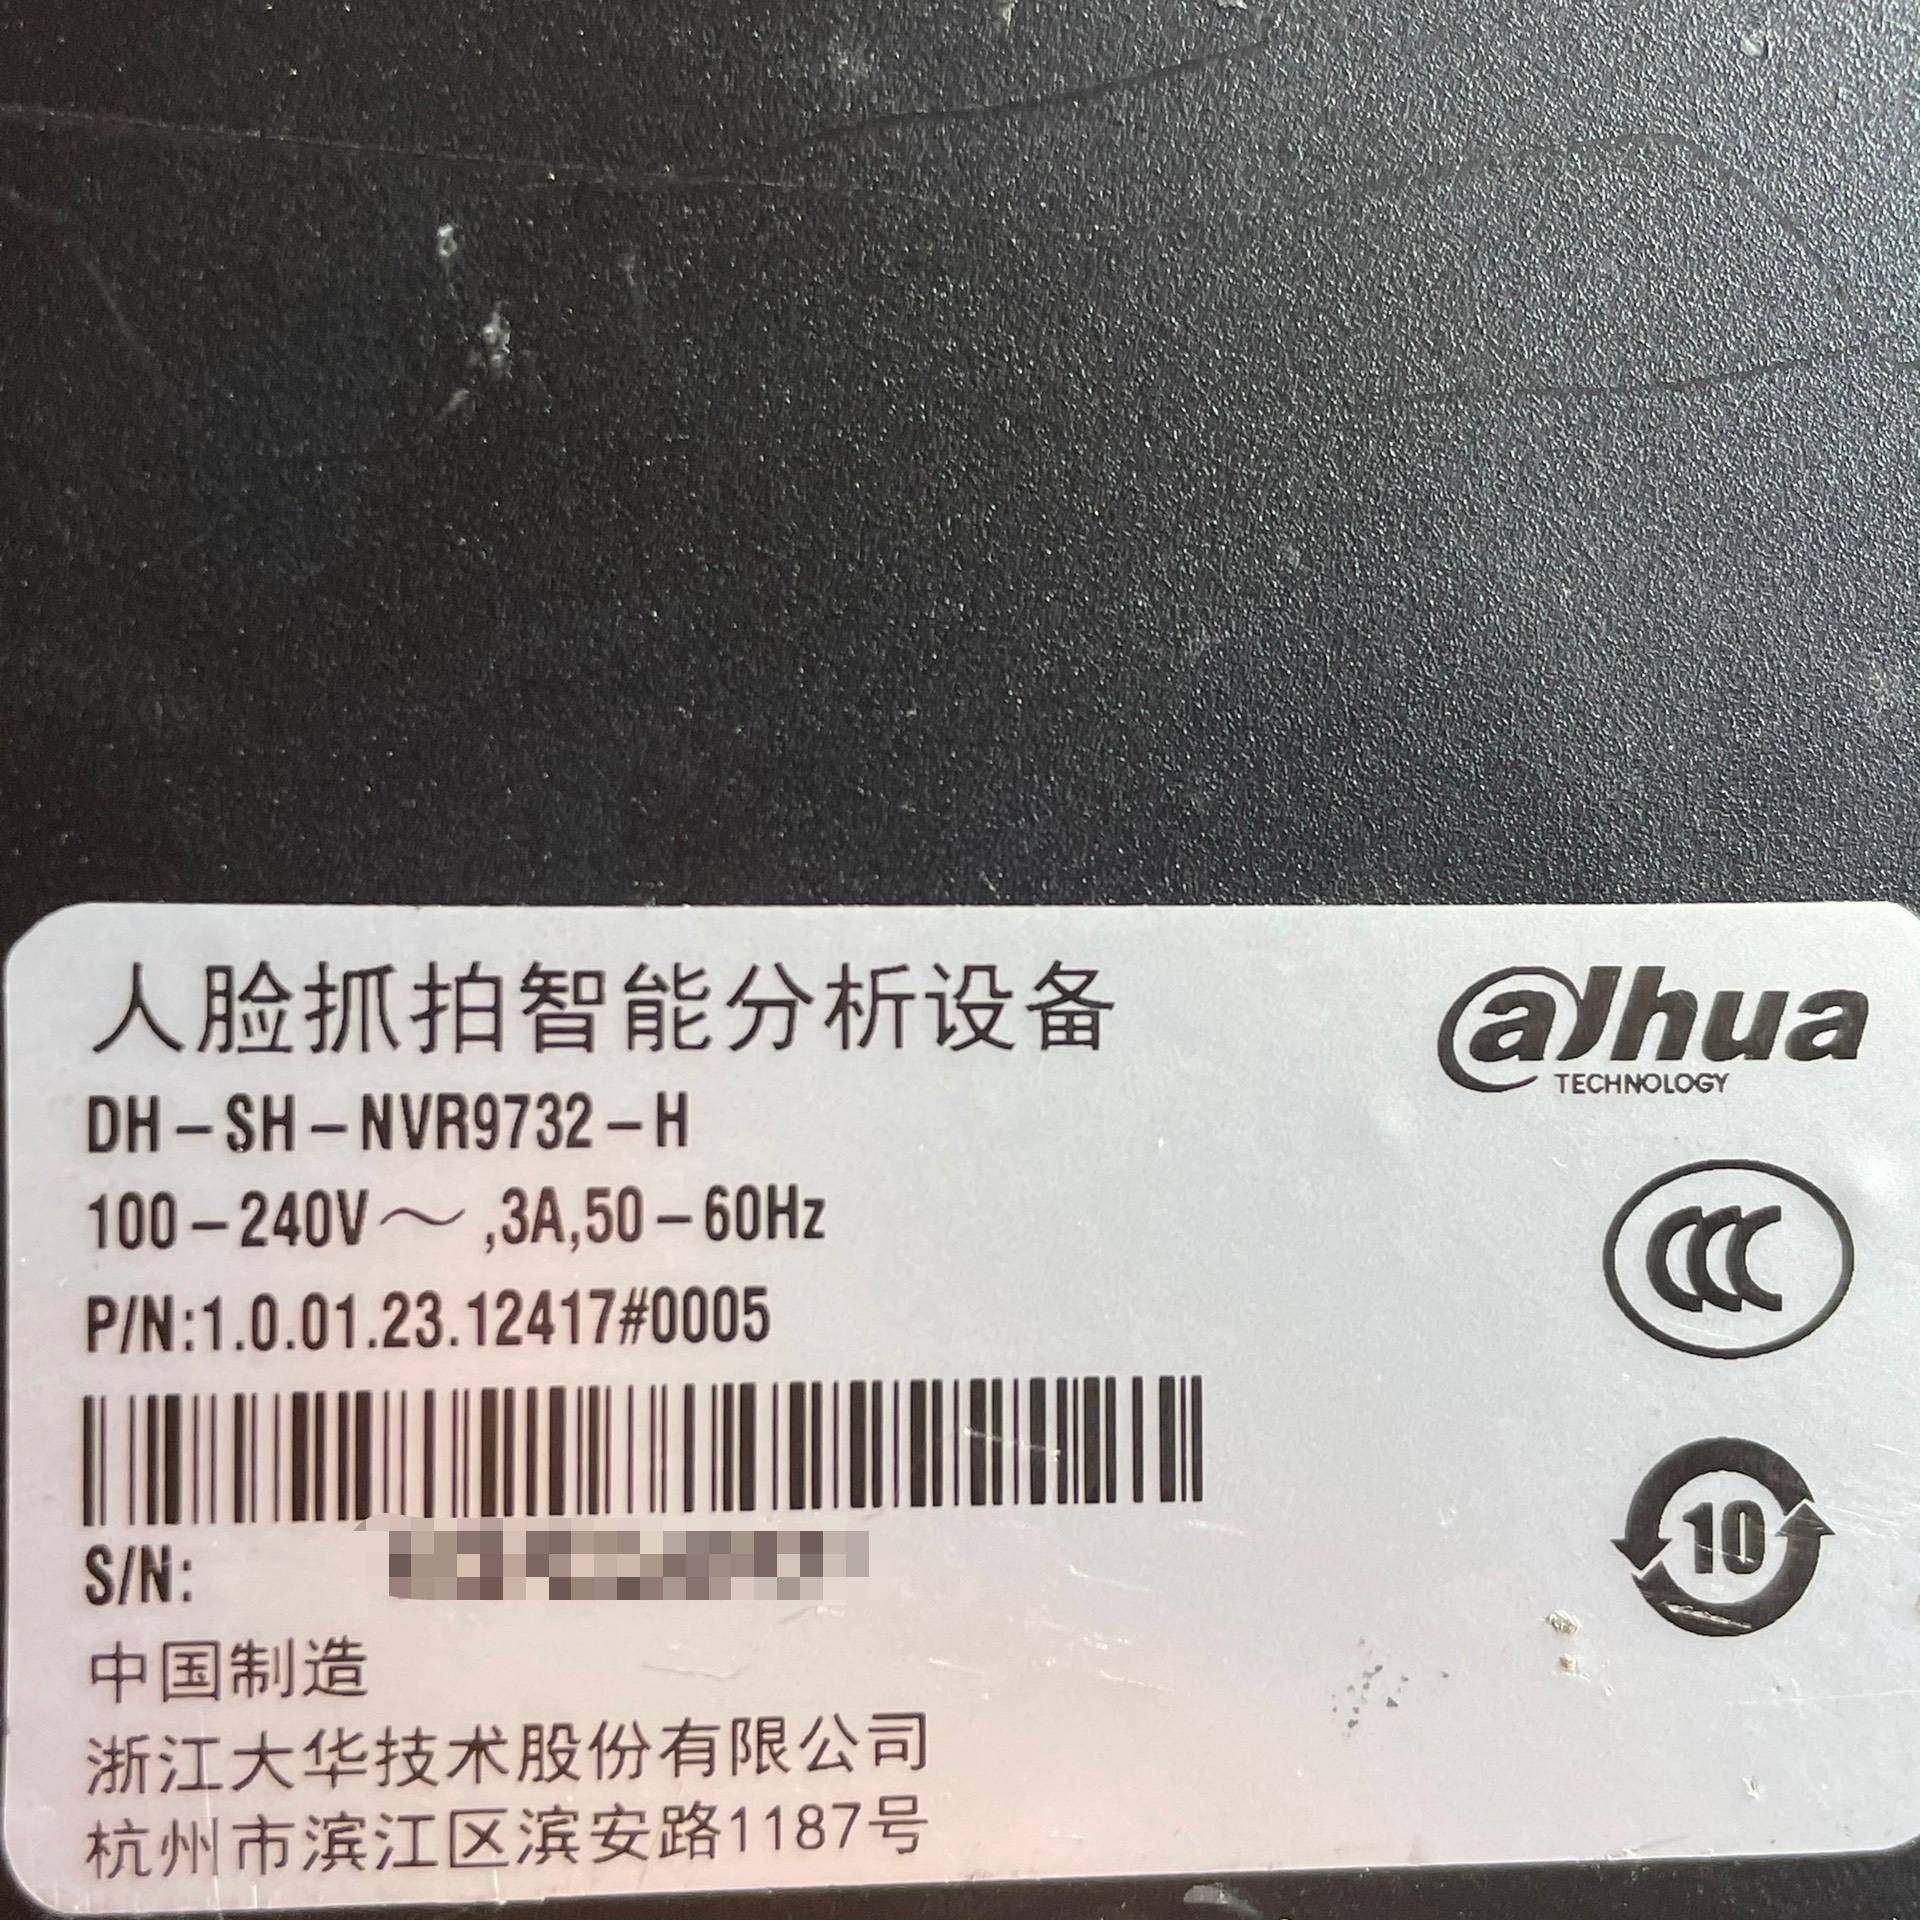 人脸抓拍智能分析设备
alhua
TECHNOLOGY
DH-SH-NVR9732-H
100-240V～,3A,50-60Hz
P/N:1.0.01.23.12417#0005
CCC
S/N:
10
中国制造
浙江大华技术股份有限公司
杭州市滨江区滨安路1187号